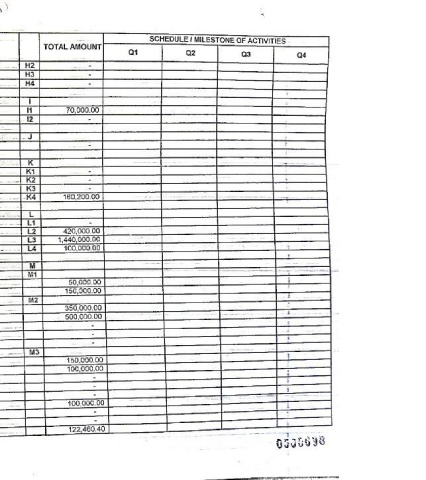 TOTAL AMOUNT SCHEDULE / MILESTONE OF ACTIVITIES
Q1 Q2 Q3 Q4
H2 -
H3 -
H4 -
I
I1 70,000.00
I2 -
J
-
K
K1 -
K2 -
K3 -
K4 160,200.00
L
L1 -
L2 420,000.00
L3 1,440,000.00
L4 100,000.00
M
M1
50,000.00
150,000.00
M2
350,000.00
500,000.00
-
-
-
M3
150,000.00
100,000.00
-
-
-
100,000.00
-
-
122,460.40